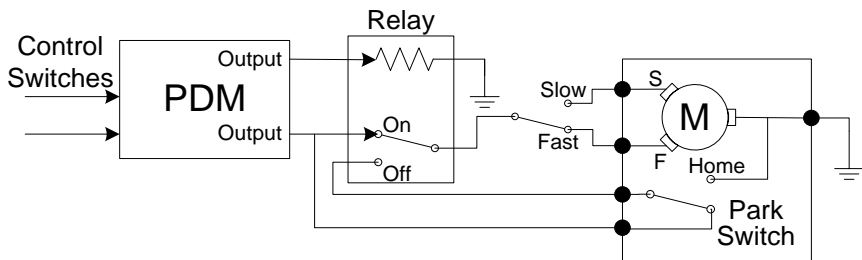 Relay
Control
Switches
Output
PDM
Output
On
Off
Slow
Fast
S
M
F
Home
Park
Switch